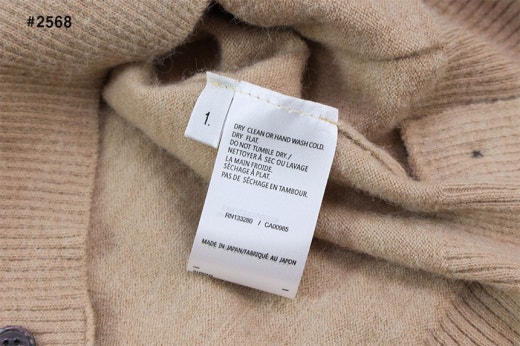 #2568
1.
DRY CLEAN OR HAND WASH COLD.
DRY FLAT.
DO NOT TUMBLE DRY./
NETTOYER À SEC OU LAVAGE
LA MAIN FROIDE.
SÉCHAGE À PLAT.
PAS DE SÉCHAGE EN TAMBOUR.
RN133280 / CA00985
MADE IN JAPAN/FABRIQUÉ AU JAPON